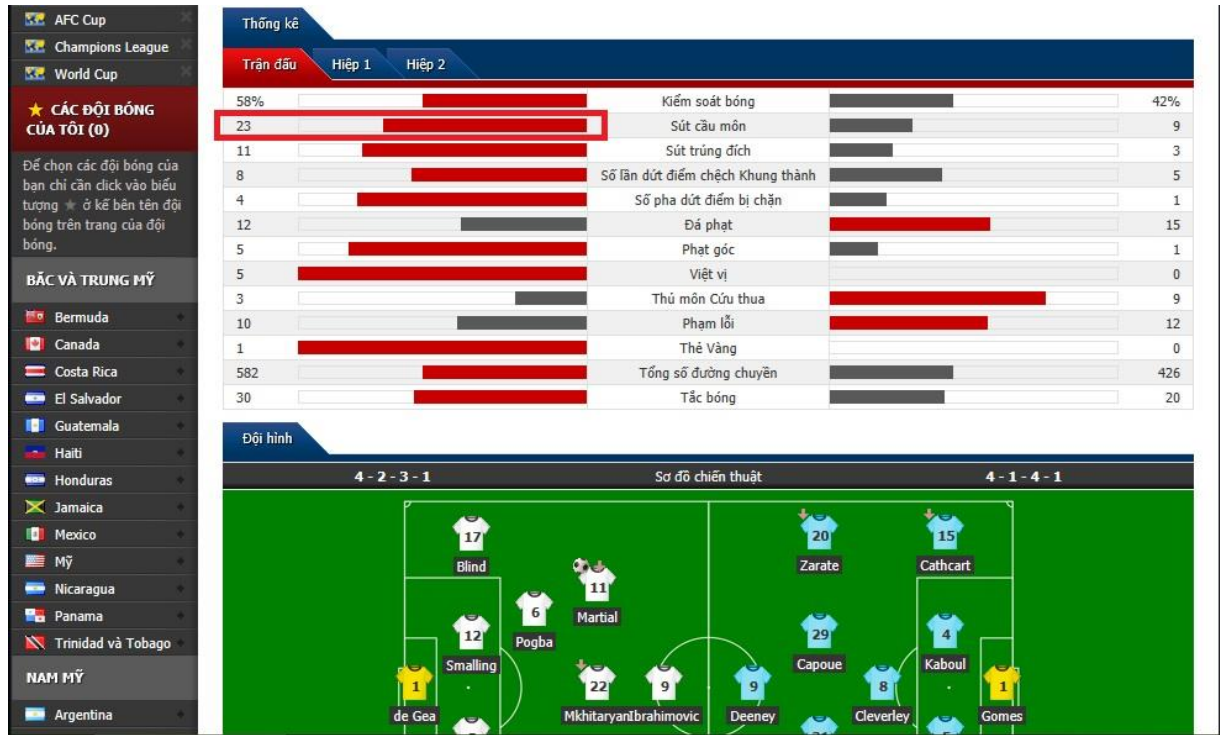 AFC Cup
Champions League
World Cup
CÁC ĐỘI BÓNG
CỦA TÔI (0)
Để chọn các đội bóng của
bạn chỉ cần click vào biểu
tượng ★ ở kế bên tên đội
bóng trên trang của đội
bóng.
BẮC VÀ TRUNG MỸ
Bermuda
Canada
Costa Rica
El Salvador
Guatemala
Haiti
Honduras
Jamaica
Mexico
Mỹ
Nicaragua
Panama
Trinidad và Tobago
NAM MỸ
Argentina
Thống kê
Trận đấu Hiệp 1 Hiệp 2
58% Kiểm soát bóng 42%
23 Sút cầu môn 9
11 Sút trúng đích 3
8 Số lần dứt điểm chệch Khung thành 5
4 Số pha dứt điểm bị chặn 1
12 Đá phạt 15
5 Phạt góc 1
5 Việt vị 0
3 Thủ môn Cứu thua 9
10 Phạm lỗi 12
1 Thẻ Vàng 0
582 Tổng số đường chuyền 426
30 Tắc bóng 20
Đội hình
4 - 2 - 3 - 1 Sơ đồ chiến thuật 4 - 1 - 4 - 1
17 20 15
Blind Zarate Cathcart
11
6 Martial
Pogba
12 29 4
Smalling Capoue Kaboul
1 22 9 9 8 1
de Gea Mkhitaryan Ibrahimovic Deeney Cleverley Gomes